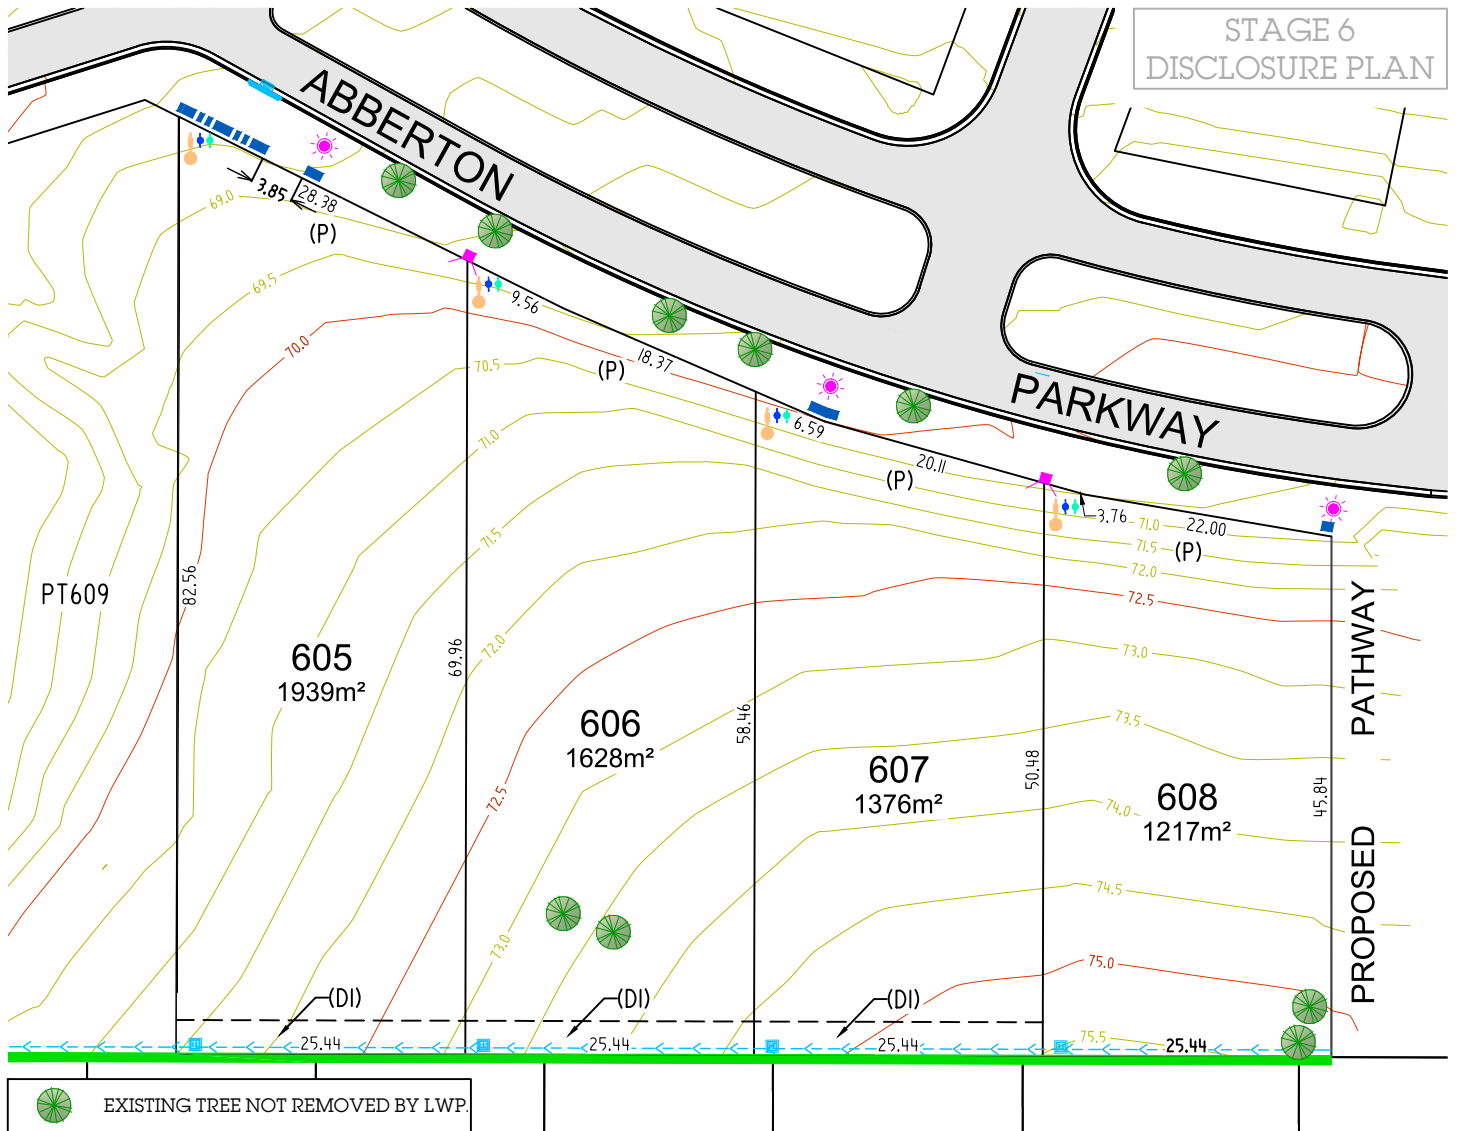 STAGE 6
DISCLOSURE PLAN
ABBERTON
PARKWAY
3.85
28.38
(P)
69.0
69.5
70.0
9.56
18.37
(P)
70.5
71.0
71.5
72.0
6.59
20.11
(P)
3.76
71.0
22.00
71.5
(P)
72.0
72.5
73.0
73.5
74.0
74.5
75.0
75.5
PT609
82.56
605
1939m²
69.96
606
1628m²
58.46
607
1376m²
50.48
608
1217m²
45.84
PROPOSED PATHWAY
72.5
73.0
(DI)
(DI)
(DI)
25.44
25.44
25.44
25.44
EXISTING TREE NOT REMOVED BY LWP.